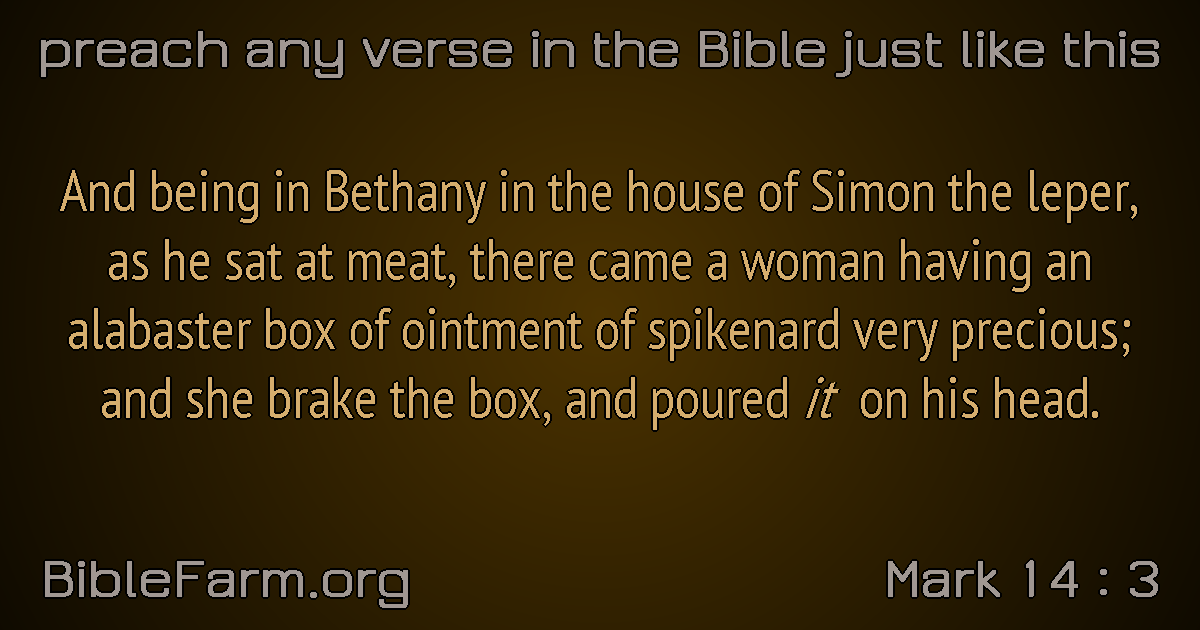 preach any verse in the Bible just like this
And being in Bethany in the house of Simon the leper,
as he sat at meat, there came a woman having an
alabaster box of ointment of spikenard very precious;
and she brake the box, and poured it on his head.
BibleFarm.org
Mark 14 : 3